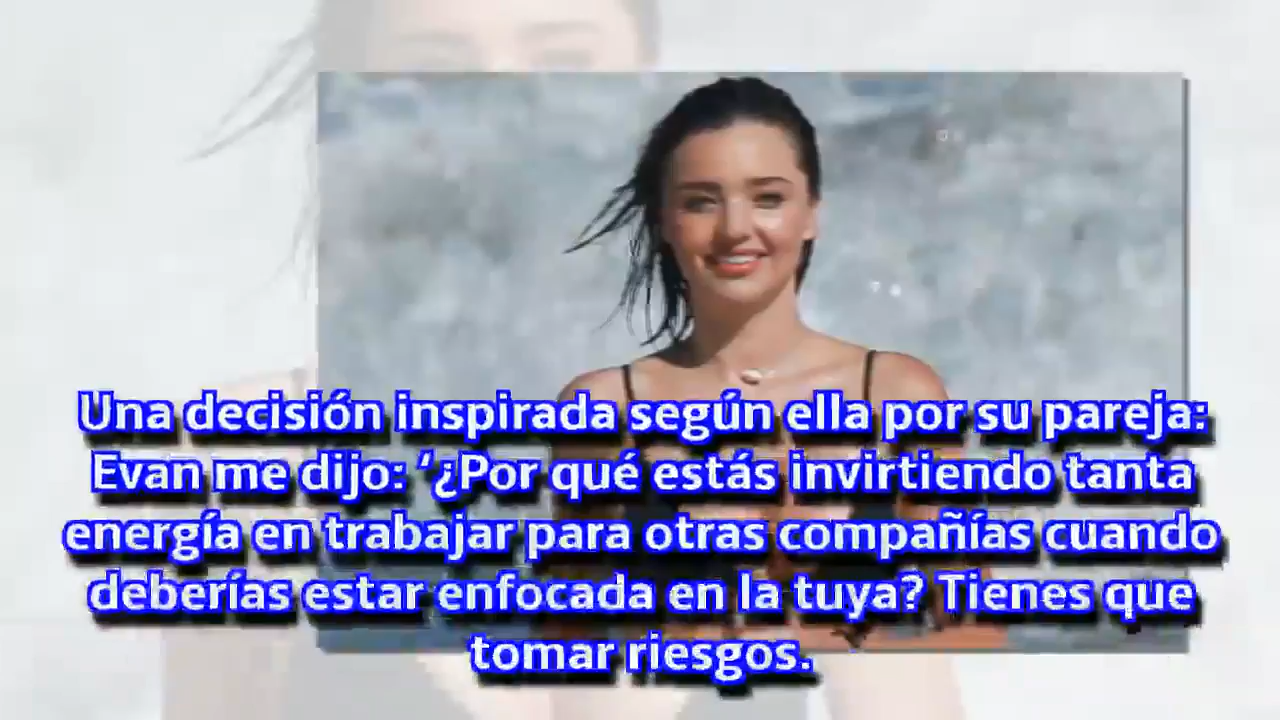 Una decisión inspirada según ella por su pareja:
Evan me dijo: ‘¿Por qué estás invirtiendo tanta
energía en trabajar para otras compañías cuando
deberías estar enfocada en la tuya? Tienes que
tomar riesgos.